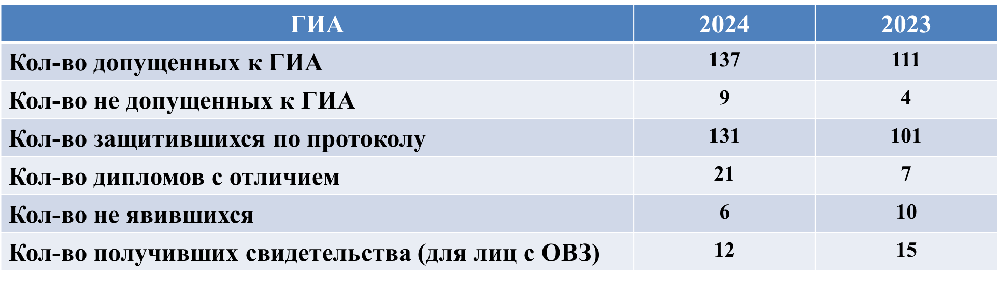 ГИА 2024 2023
Кол-во допущенных к ГИА 137 111
Кол-во не допущенных к ГИА 9 4
Кол-во защитившихся по протоколу 131 101
Кол-во дипломов с отличием 21 7
Кол-во не явившихся 6 10
Кол-во получивших свидетельства (для лиц с ОВЗ) 12 15